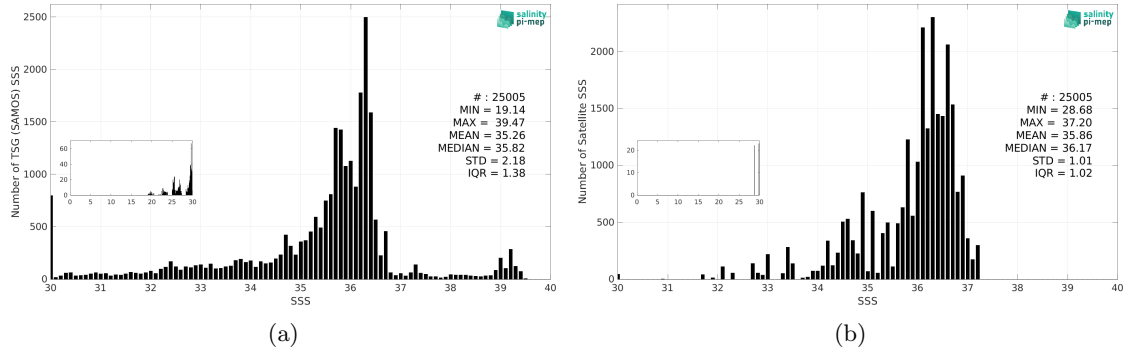 salinity
pi-mep
2500
2000
1500
1000
500
0
Number of TSG (SAMOS) SSS
# : 25005
MIN = 19.14
MAX = 39.47
MEAN = 35.26
MEDIAN = 35.82
STD = 2.18
IQR = 1.38
60
40
20
0
0 5 10 15 20 25 30
30 31 32 33 34 35 36 37 38 39 40
SSS
(a)
salinity
pi-mep
2000
1500
1000
500
0
Number of Satellite SSS
# : 25005
MIN = 28.68
MAX = 37.20
MEAN = 35.86
MEDIAN = 36.17
STD = 1.01
IQR = 1.02
20
15
10
5
0
0 5 10 15 20 25 30
30 31 32 33 34 35 36 37 38 39 40
SSS
(b)